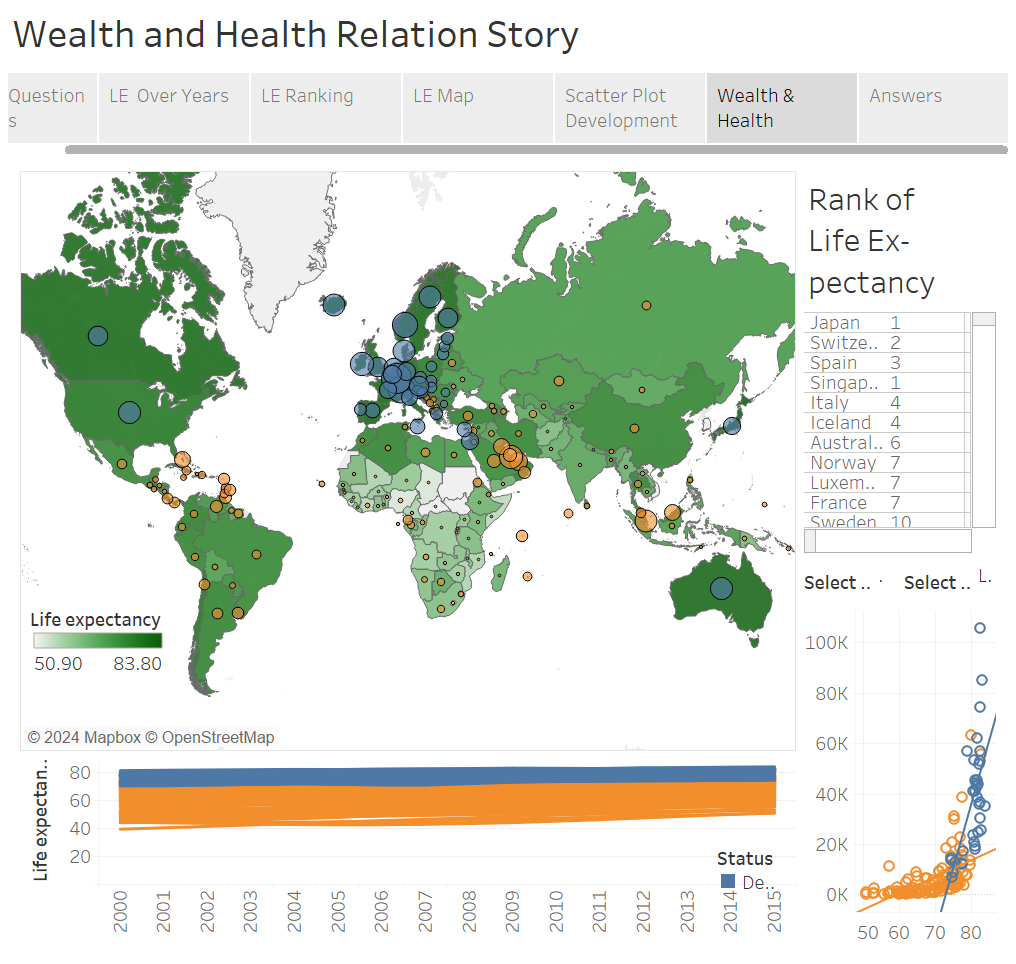 Wealth and Health Relation Story
Question
s
LE Over Years
LE Ranking
LE Map
Scatter Plot
Development
Wealth &
Health
Answers
Rank of
Life Ex-
pectancy
Japan 1
Switze.. 2
Spain 3
Singap.. 1
Italy 4
Iceland 4
Austral.. 6
Norway 7
Luxem.. 7
France 7
Sweden 10
Life expectancy
50.90 83.80
© 2024 Mapbox © OpenStreetMap
Select .. Select .. L.
100K
80K
60K
40K
20K
0K
50 60 70 80
Life expectan..
80
60
40
20
Status
De..
2000 2001 2002 2003 2004 2005 2006 2007 2008 2009 2010 2011 2012 2013 2014 2015